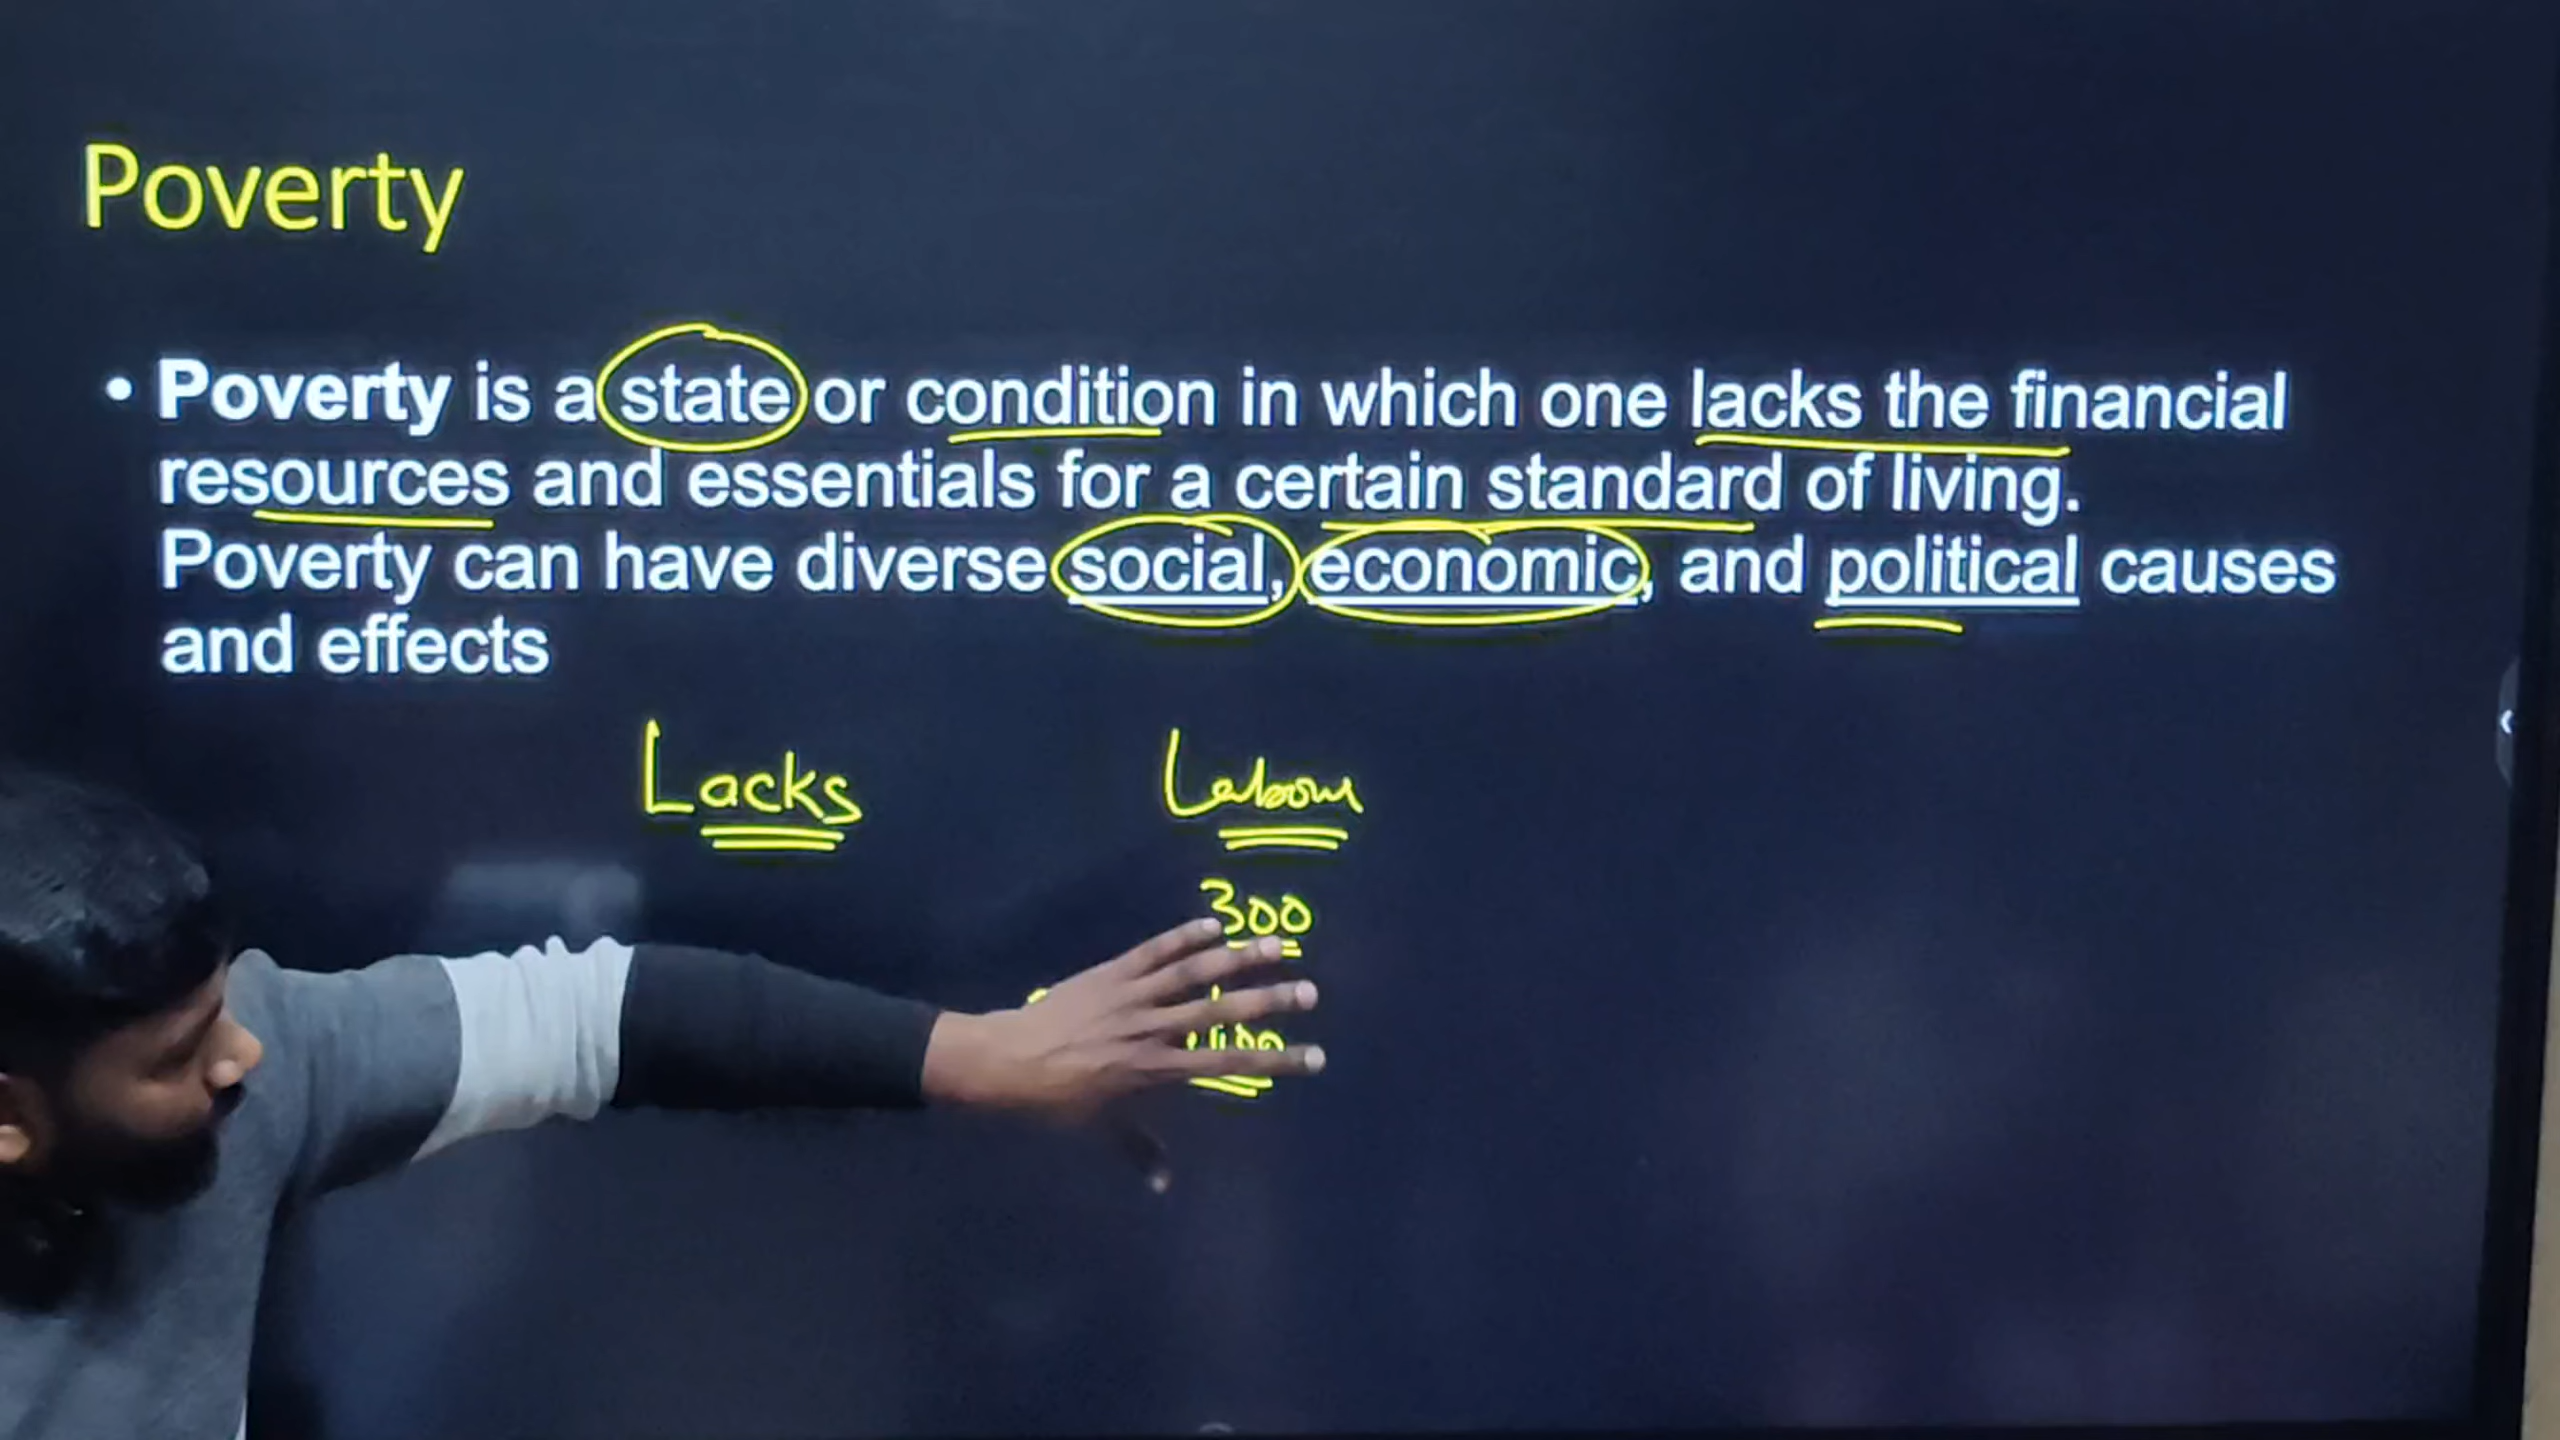 Poverty
• Poverty is a state or condition in which one lacks the financial
resources and essentials for a certain standard of living.
Poverty can have diverse social, economic, and political causes
and effects
Lacks Labour
300